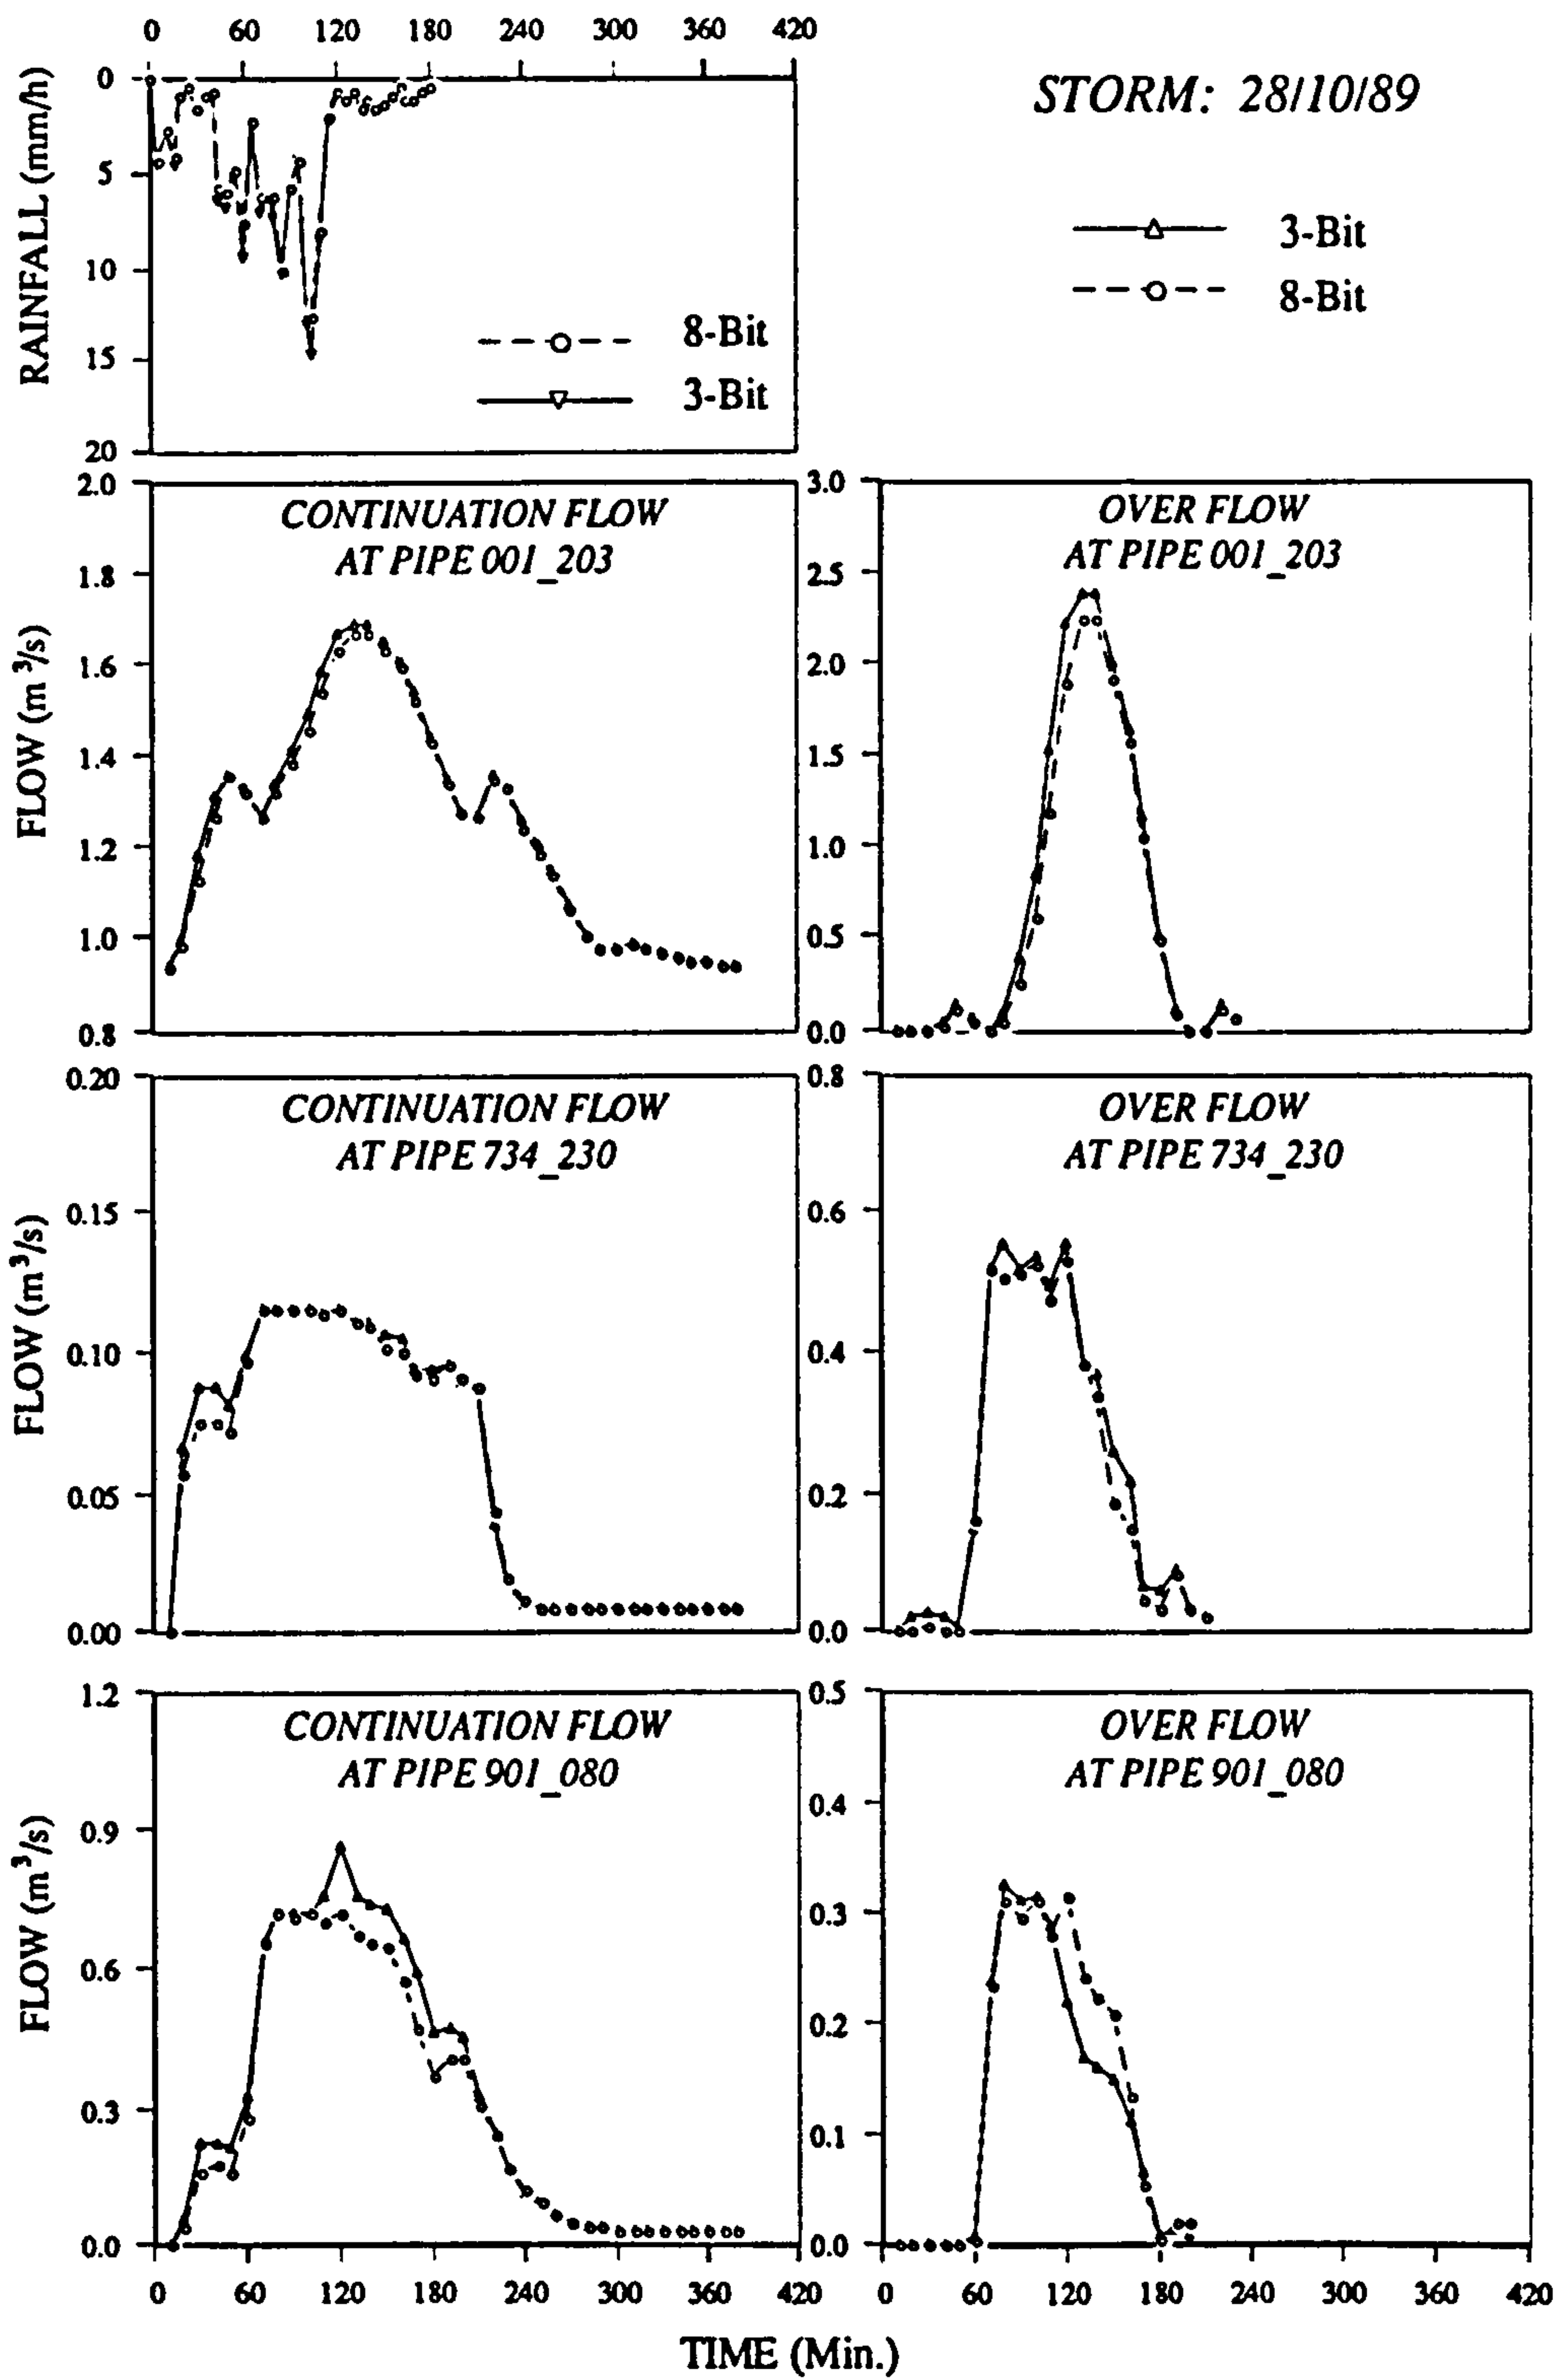 0 60 120 180 240 300 360 420
0
5
10
15
20
RAINFALL (mm/h)
8-Bit
3-Bit
STORM: 28/10/89
3-Bit
8-Bit
2.0
1.8
1.6
1.4
1.2
1.0
0.8
FLOW (m³/s)
CONTINUATION FLOW
AT PIPE 001_203
3.0
2.5
2.0
1.5
1.0
0.5
0.0
OVER FLOW
AT PIPE 001_203
0.20
0.15
0.10
0.05
0.00
FLOW (m³/s)
CONTINUATION FLOW
AT PIPE 734_230
0.8
0.6
0.4
0.2
0.0
OVER FLOW
AT PIPE 734_230
1.2
0.9
0.6
0.3
0.0
FLOW (m³/s)
CONTINUATION FLOW
AT PIPE 901_080
0.5
0.4
0.3
0.2
0.1
0.0
OVER FLOW
AT PIPE 901_080
0 60 120 180 240 300 360 420
0 60 120 180 240 300 360 420
TIME (Min.)